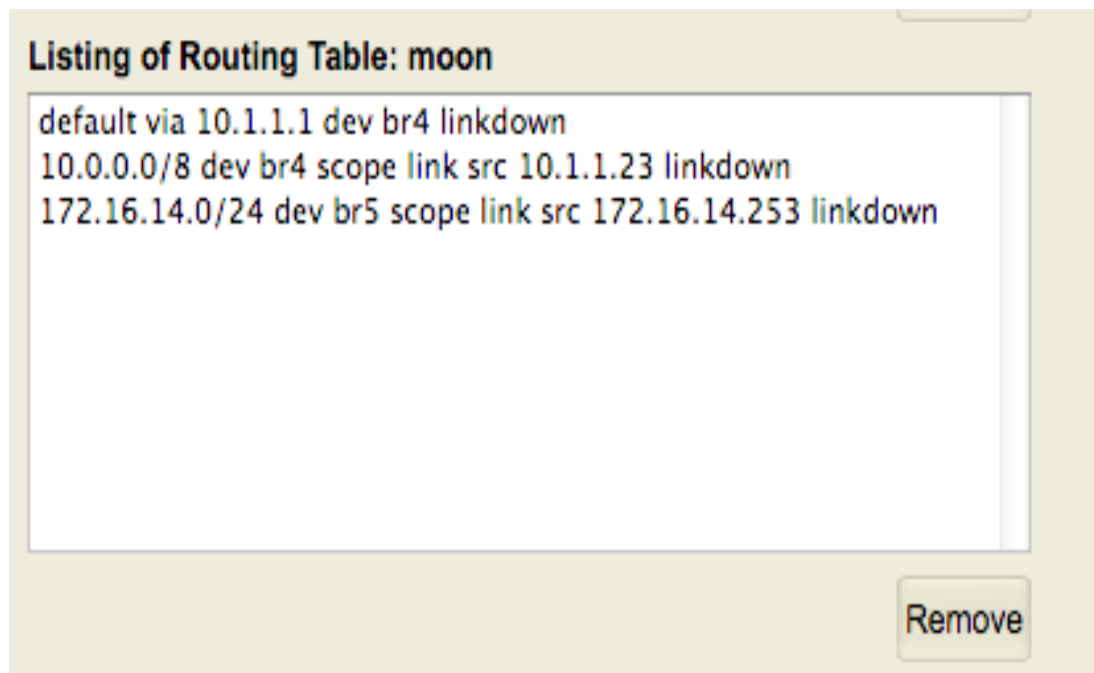 Listing of Routing Table: moon
default via 10.1.1.1 dev br4 linkdown
10.0.0.0/8 dev br4 scope link src 10.1.1.23 linkdown
172.16.14.0/24 dev br5 scope link src 172.16.14.253 linkdown
Remove